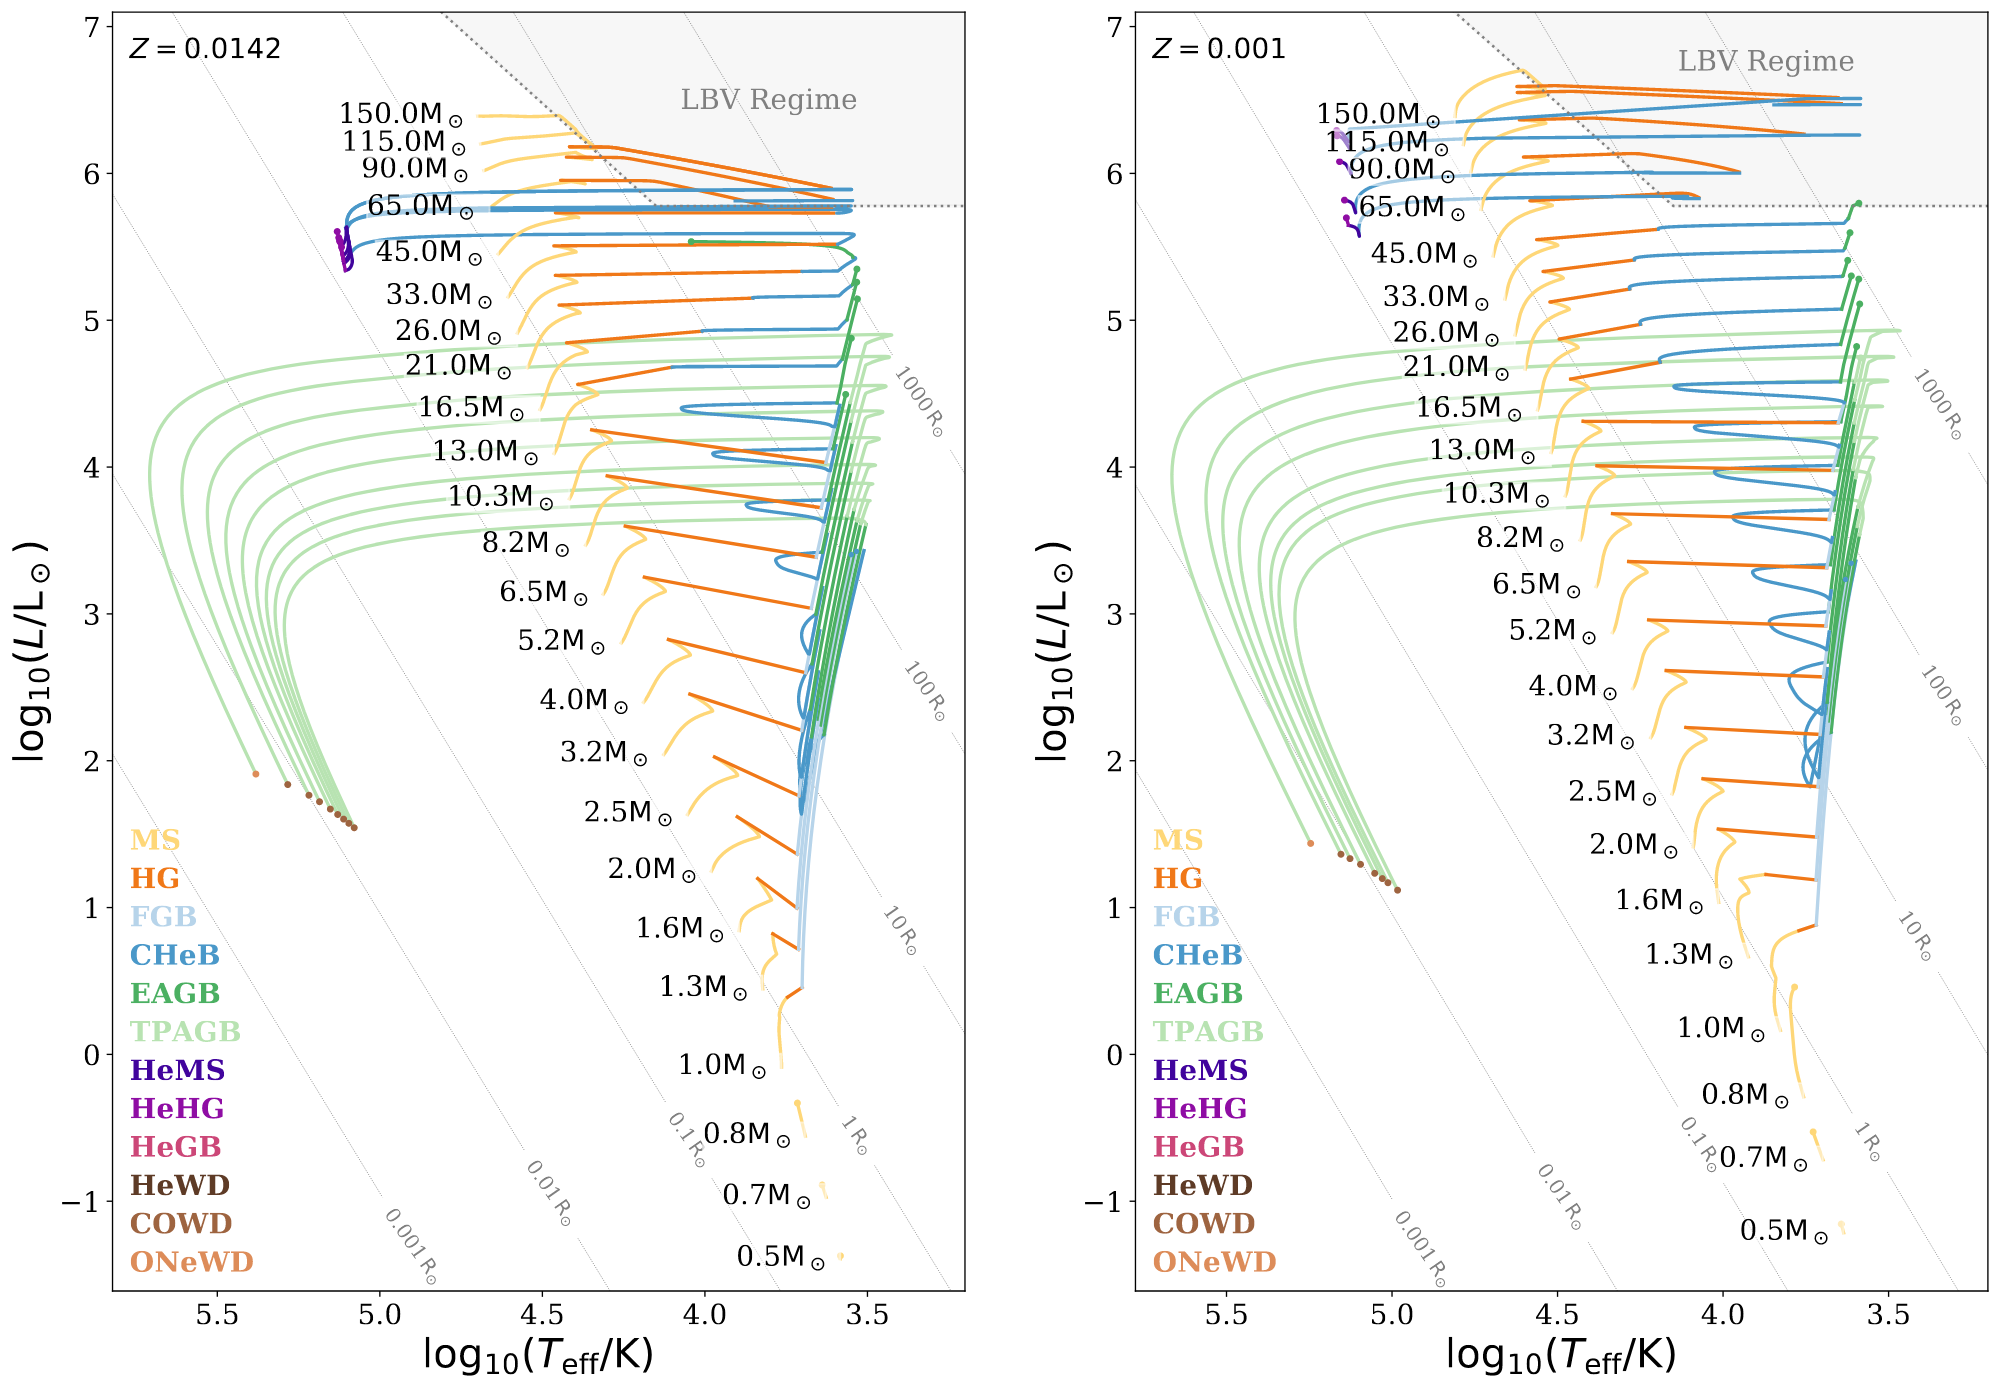 Z = 0.0142
LBV Regime
150.0M⊙
115.0M⊙
90.0M⊙
65.0M⊙
45.0M⊙
33.0M⊙
26.0M⊙
21.0M⊙
16.5M⊙
13.0M⊙
10.3M⊙
8.2M⊙
6.5M⊙
5.2M⊙
4.0M⊙
3.2M⊙
2.5M⊙
2.0M⊙
1.6M⊙
1.3M⊙
1.0M⊙
0.8M⊙
0.7M⊙
0.5M⊙
1000R⊙
100R⊙
10R⊙
1R⊙
0.1R⊙
0.01R⊙
0.001R⊙
MS
HG
FGB
CHeB
EAGB
TPAGB
HeMS
HeHG
HeGB
HeWD
COWD
ONeWD
7
6
5
4
3
2
1
0
−1
log10(L/L⊙)
5.5 5.0 4.5 4.0 3.5
log10(Teff/K)
Z = 0.001
LBV Regime
150.0M⊙
115.0M⊙
90.0M⊙
65.0M⊙
45.0M⊙
33.0M⊙
26.0M⊙
21.0M⊙
16.5M⊙
13.0M⊙
10.3M⊙
8.2M⊙
6.5M⊙
5.2M⊙
4.0M⊙
3.2M⊙
2.5M⊙
2.0M⊙
1.6M⊙
1.3M⊙
1.0M⊙
0.8M⊙
0.7M⊙
0.5M⊙
1000R⊙
100R⊙
10R⊙
1R⊙
0.1R⊙
0.01R⊙
0.001R⊙
MS
HG
FGB
CHeB
EAGB
TPAGB
HeMS
HeHG
HeGB
HeWD
COWD
ONeWD
7
6
5
4
3
2
1
0
−1
log10(L/L⊙)
5.5 5.0 4.5 4.0 3.5
log10(Teff/K)